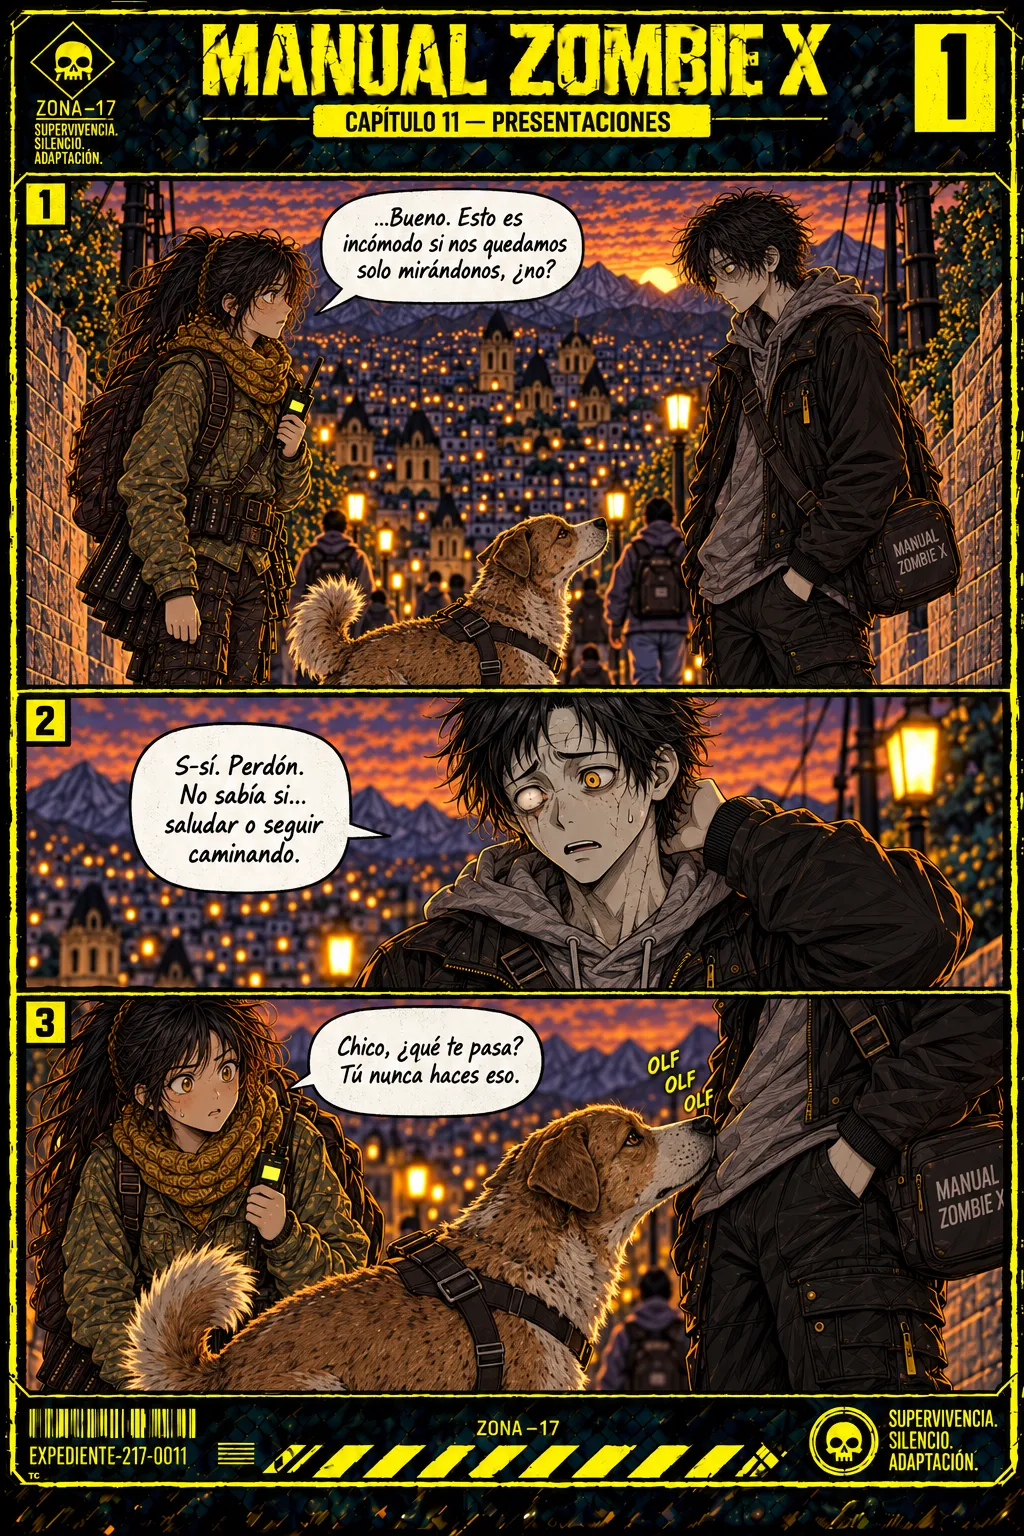 ZONA-17
SUPERVIVENCIA.
SILENCIO.
ADAPTACIÓN.
MANUAL ZOMBIE X
CAPÍTULO 11 — PRESENTACIONES
1
1
...Bueno. Esto es
incómodo si nos quedamos
solo mirándonos, ¿no?
MANUAL
ZOMBIE X
2
S-sí. Perdón.
No sabía si...
saludar o seguir
caminando.
3
Chico, ¿qué te pasa?
Tú nunca haces eso.
OLF
OLF
OLF
MANUAL
ZOMBIE X
EXPEDIENTE-217-0011
TC
ZONA-17
SUPERVIVENCIA.
SILENCIO.
ADAPTACIÓN.